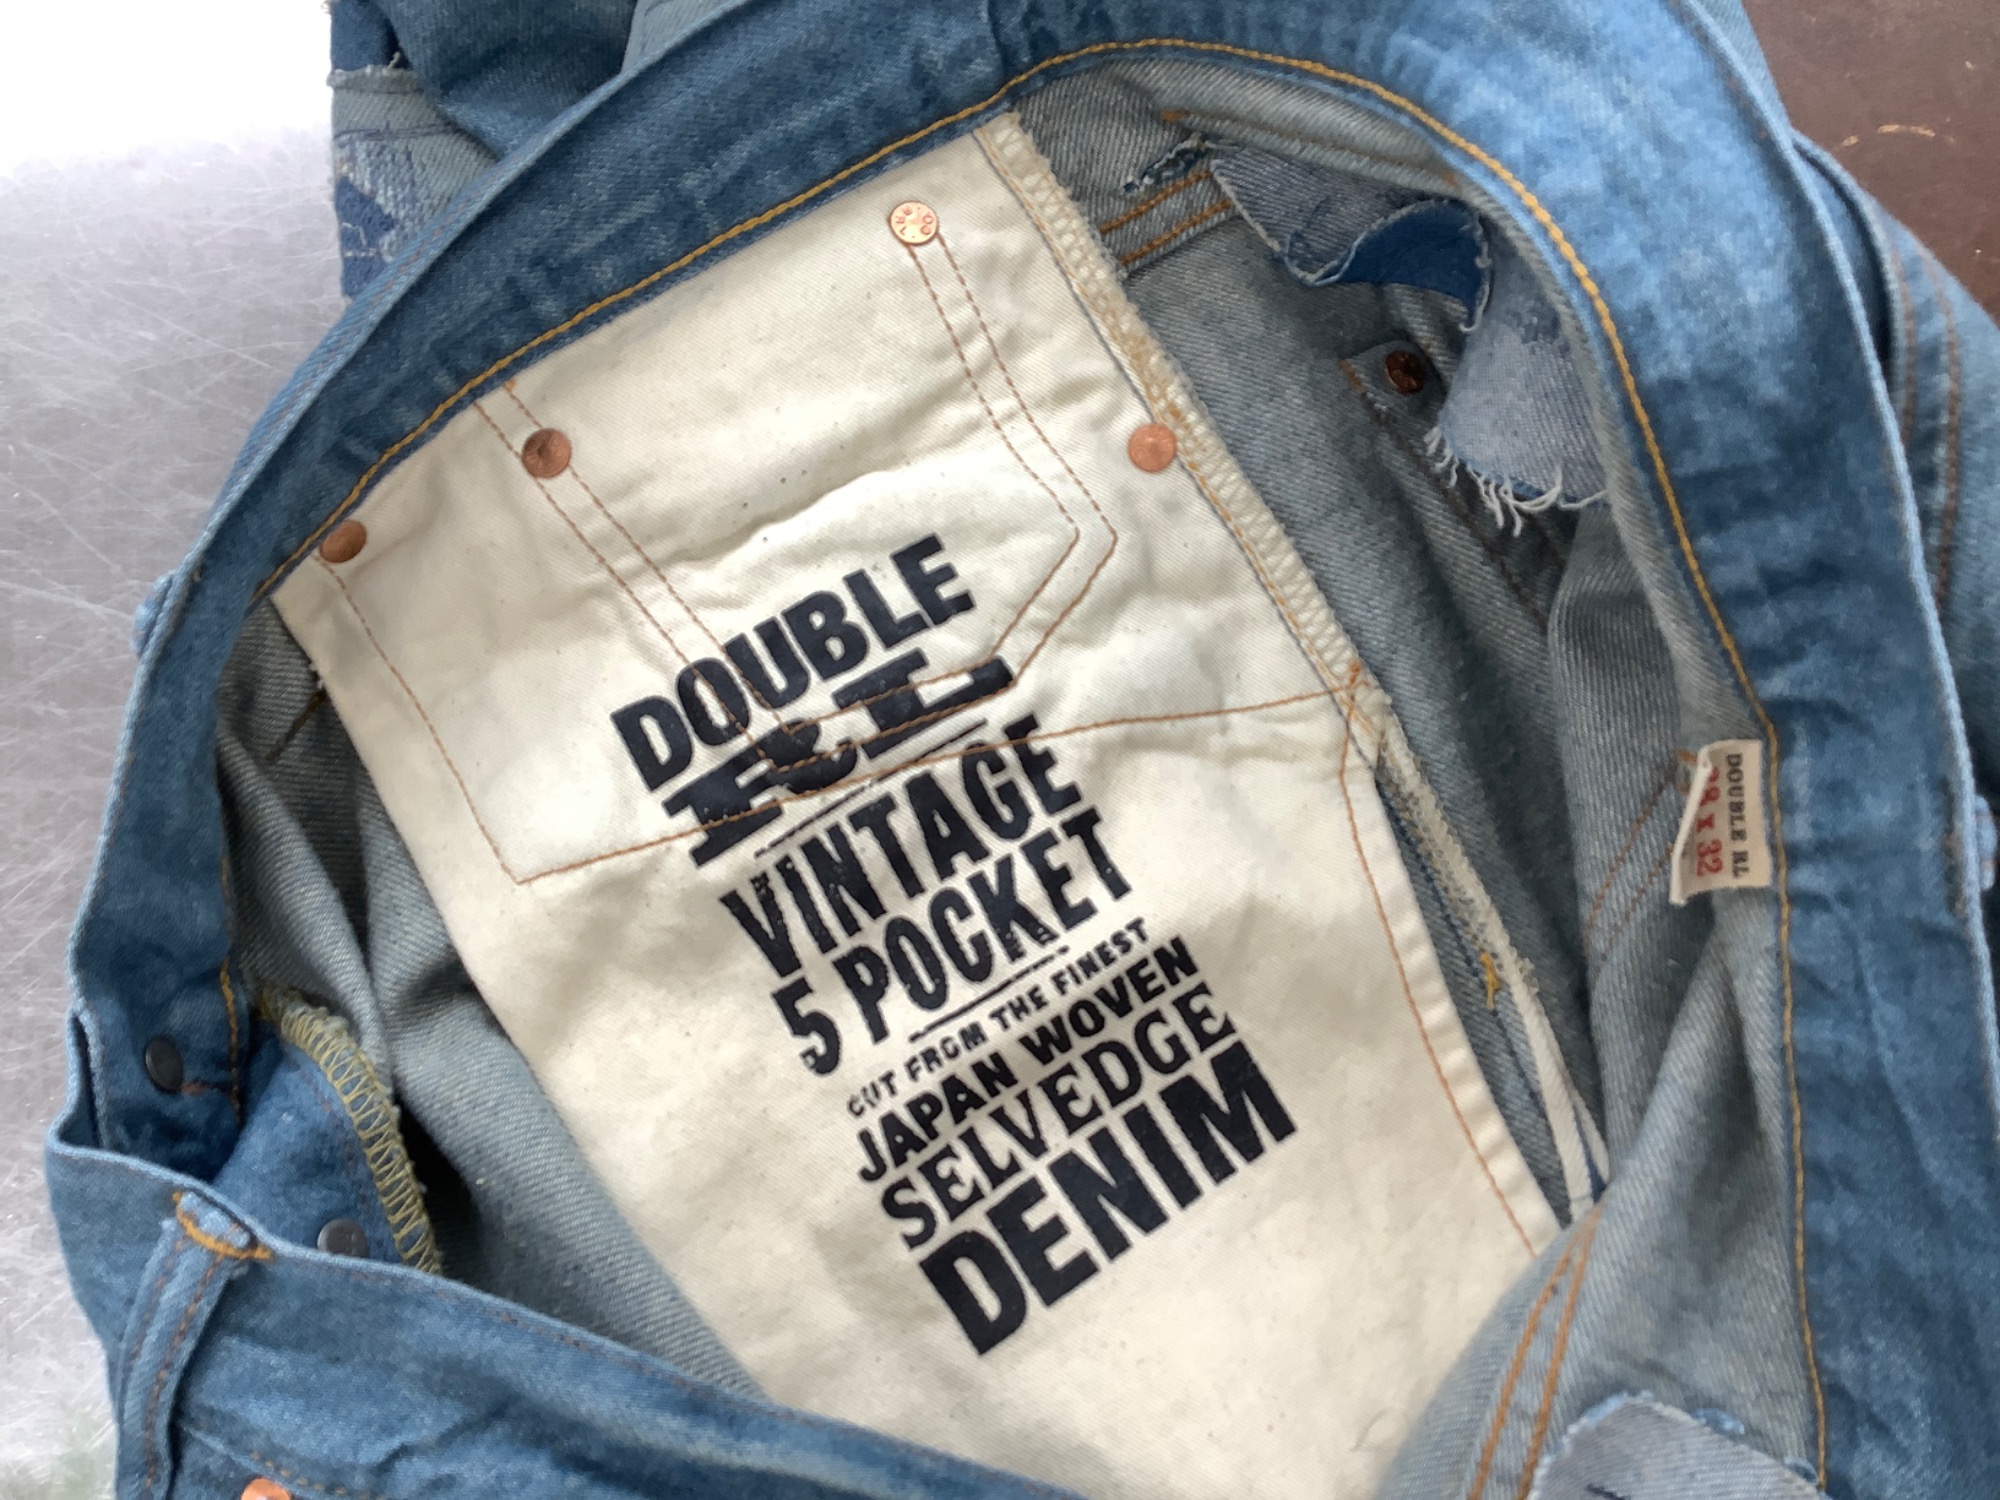 DOUBLE
RL
VINTAGE
5 POCKET
CUT FROM THE FINEST
JAPAN WOVEN
SELVEDGE
DENIM
DOUBLE RL
x 32